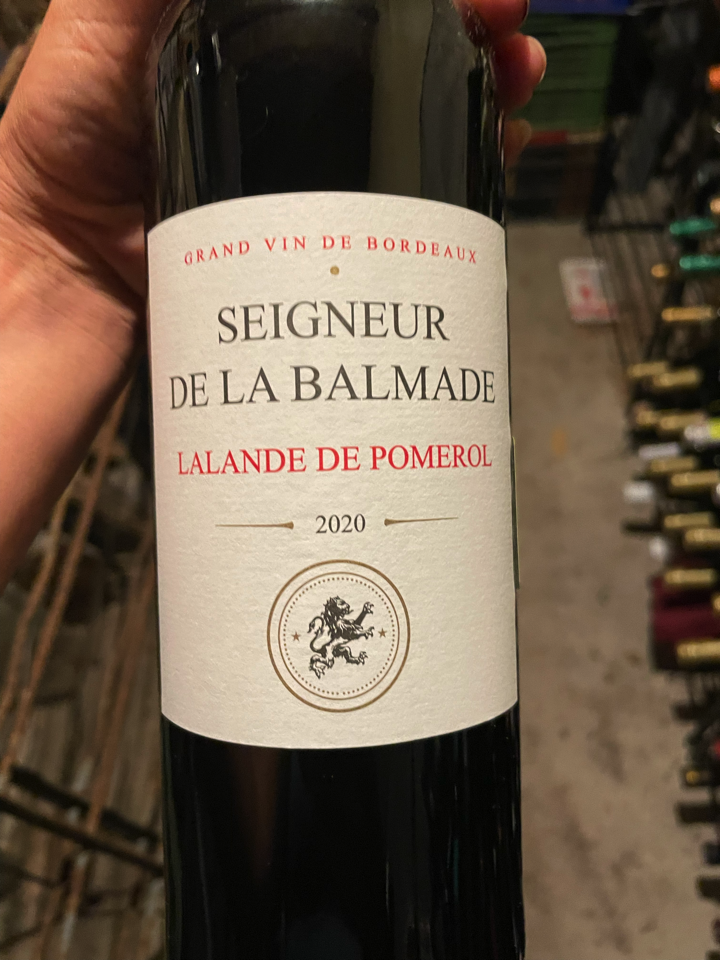 GRAND VIN DE BORDEAUX
SEIGNEUR
DE LA BALMADE
LALANDE DE POMEROL
2020